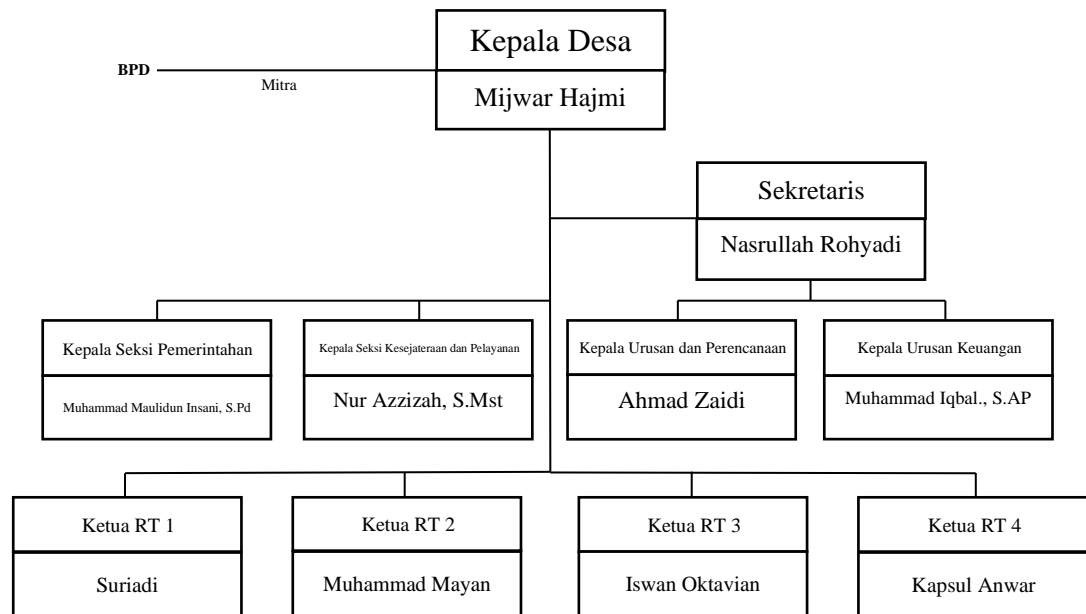 Kepala Desa
BPD
Mitra
Mijwar Hajmi
Sekretaris
Nasrullah Rohyadi
Kepala Seksi Pemerintahan
Muhammad Maulidun Insani, S.Pd
Kepala Seksi Kesejateraan dan Pelayanan
Nur Azzizah, S.Mst
Kepala Urusan dan Perencanaan
Ahmad Zaidi
Kepala Urusan Keuangan
Muhammad Iqbal., S.AP
Ketua RT 1
Suriadi
Ketua RT 2
Muhammad Mayan
Ketua RT 3
Iswan Oktavian
Ketua RT 4
Kapsul Anwar